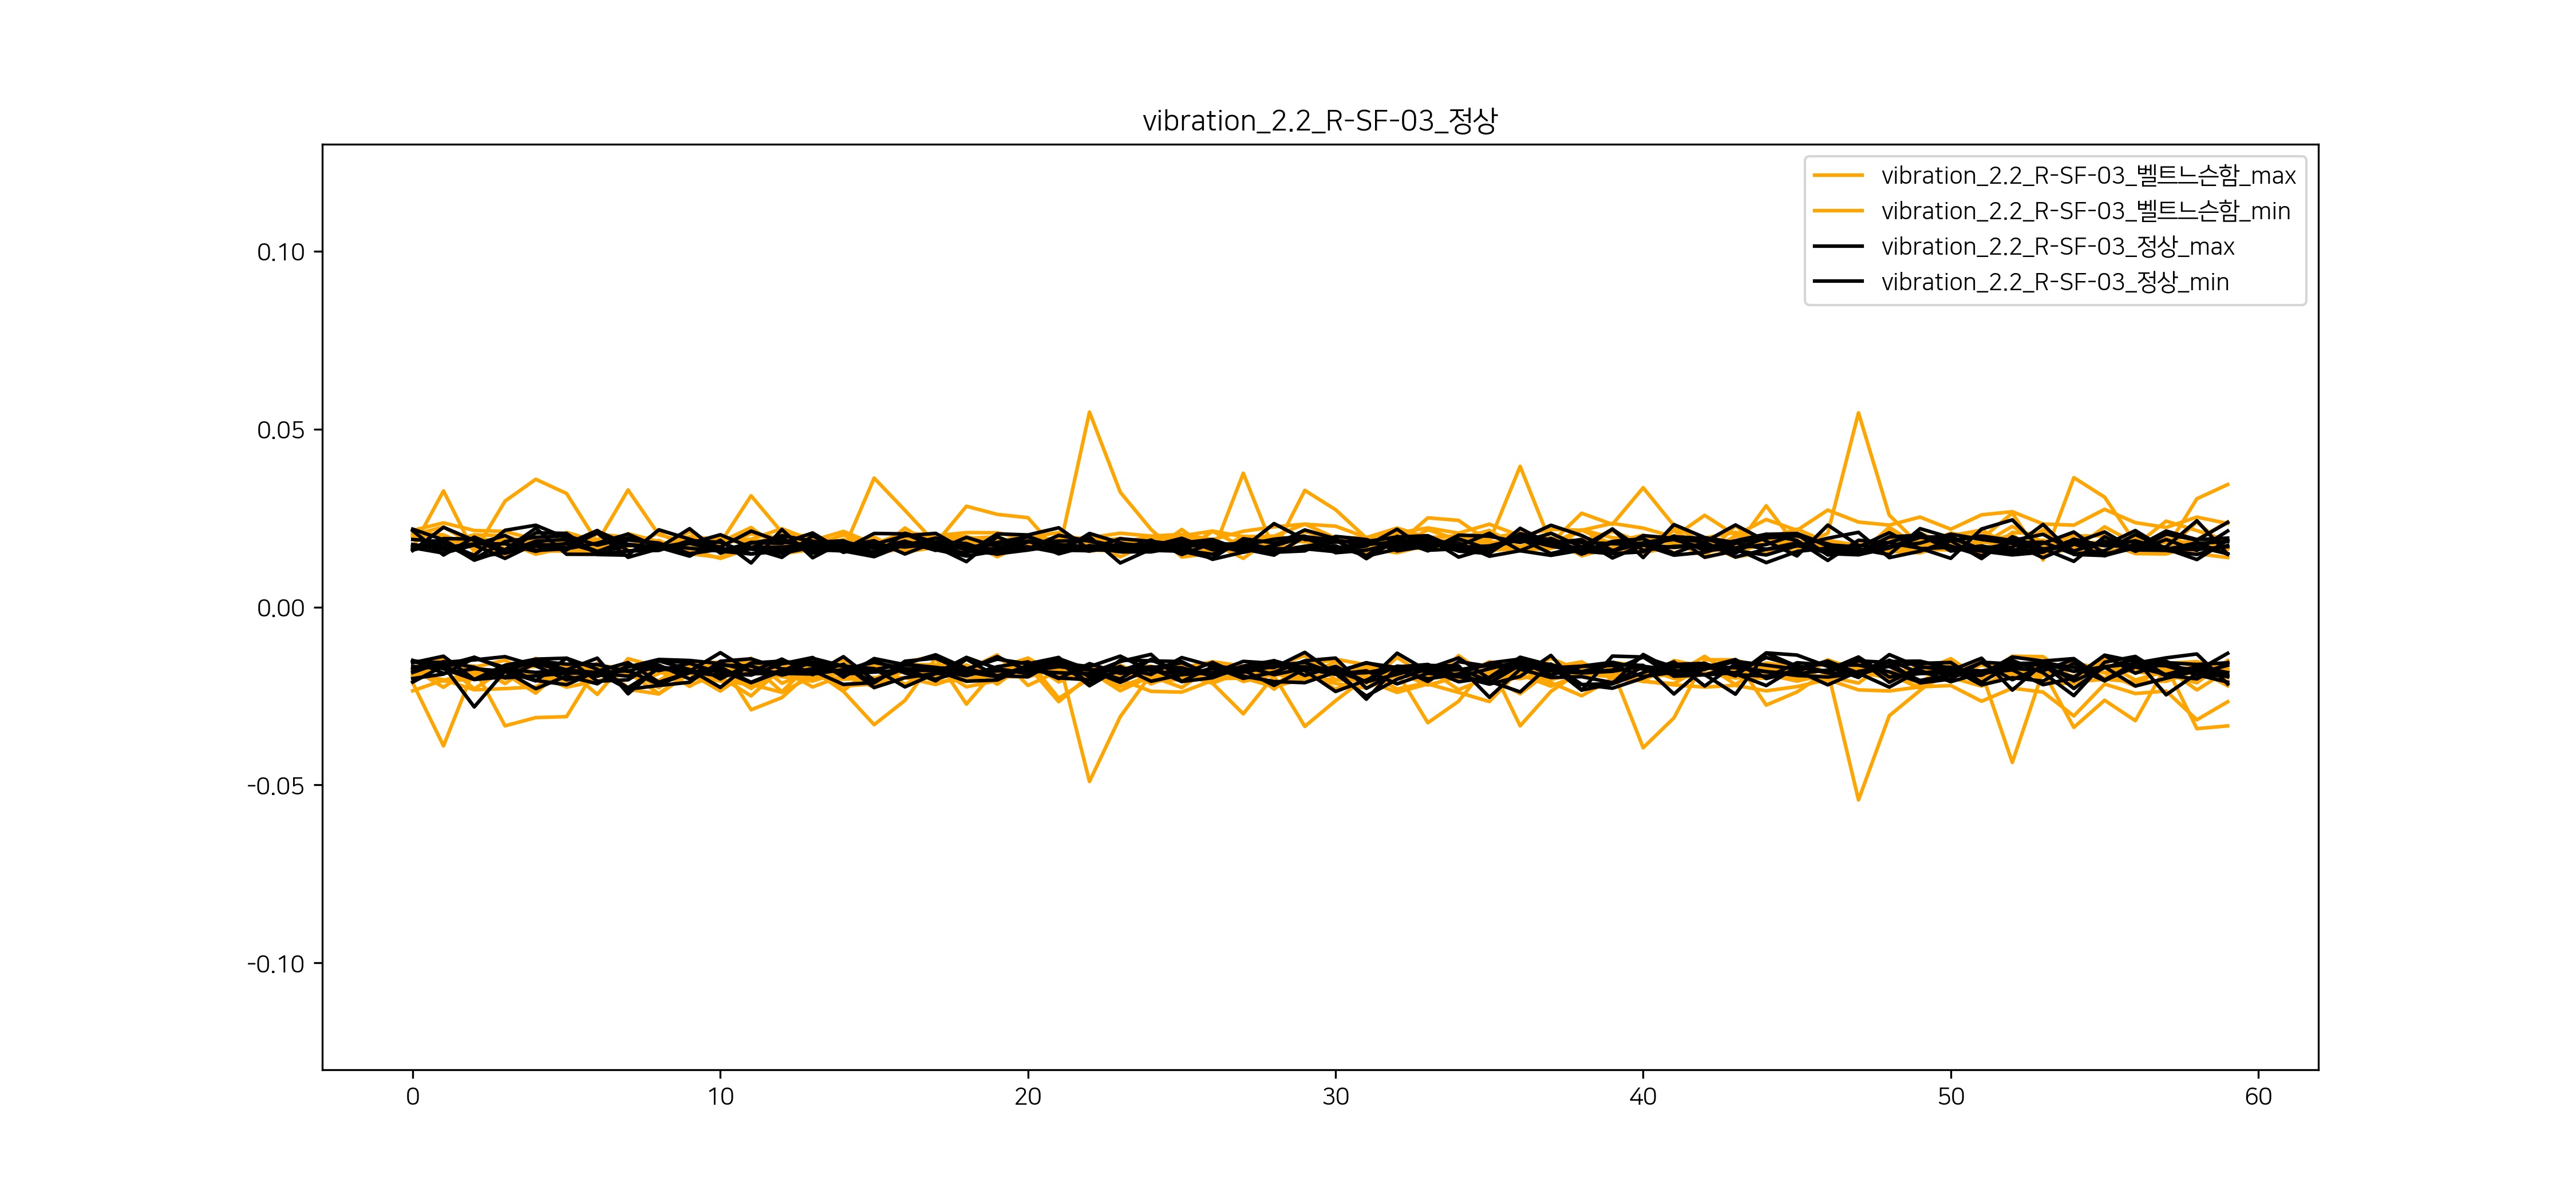 vibration_2.2_R-SF-03_정상
vibration_2.2_R-SF-03_벨트느슨함_max
vibration_2.2_R-SF-03_벨트느슨함_min
vibration_2.2_R-SF-03_정상_max
vibration_2.2_R-SF-03_정상_min
0.10
0.05
0.00
-0.05
-0.10
0 10 20 30 40 50 60